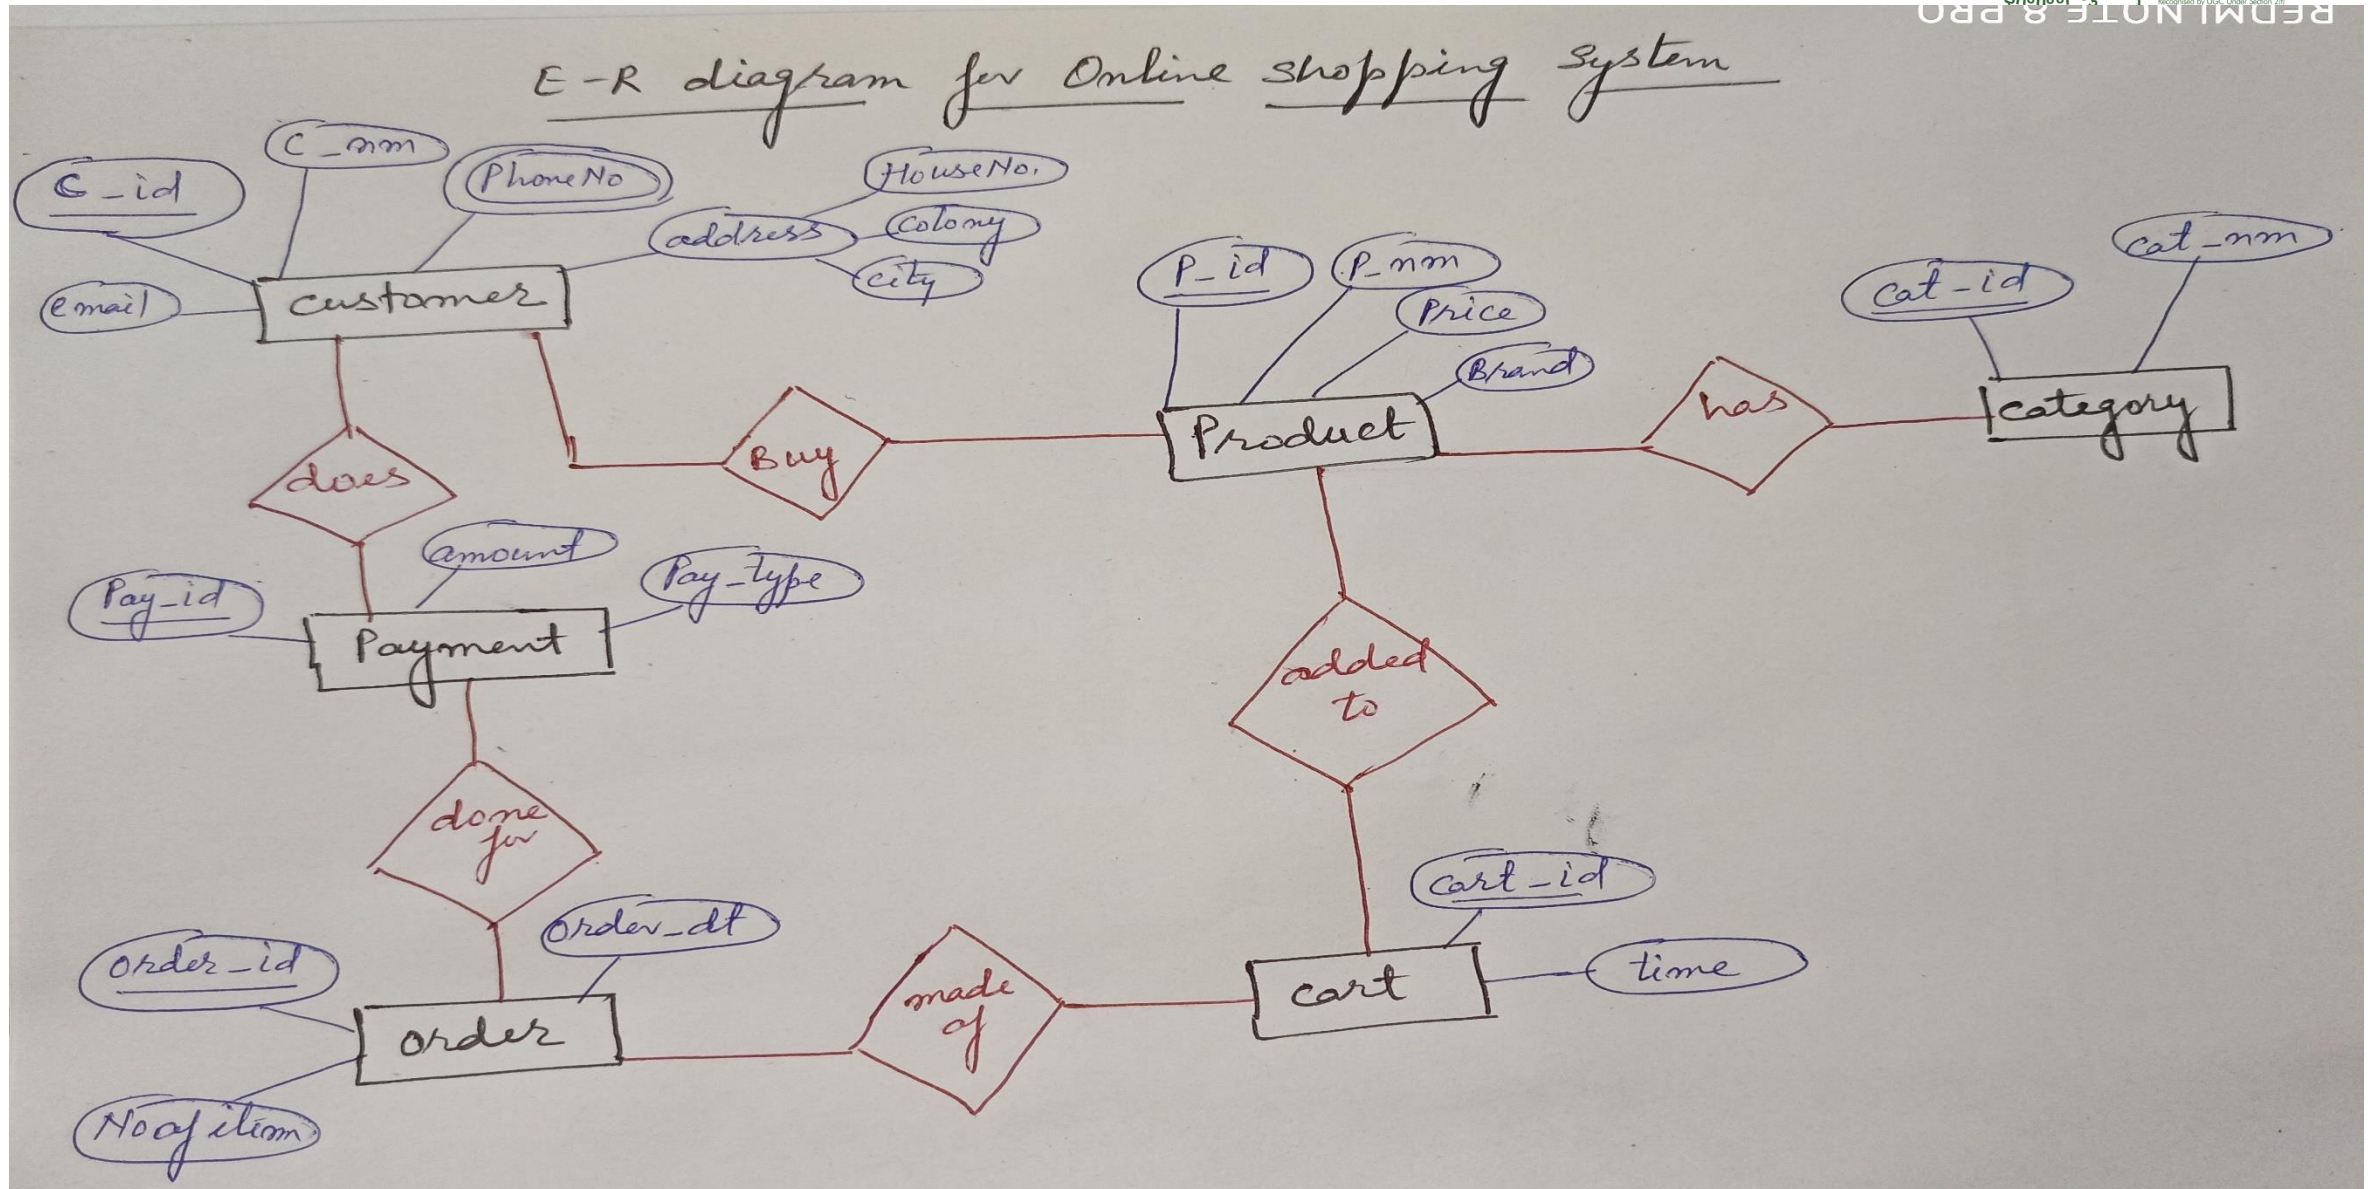 REDMI NOTE 8 PRO
E-R diagram for Online shopping System
C_id
C_nm
PhoneNo
HouseNo.
address
colony
city
email
customer
P_id
P_nm
Price
Brand
Product
cat_id
cat_nm
category
has
Buy
does
amount
Pay_id
Pay_type
Payment
added
to
done
for
order_id
order_dt
order
No of item
made
of
cart_id
cart
time